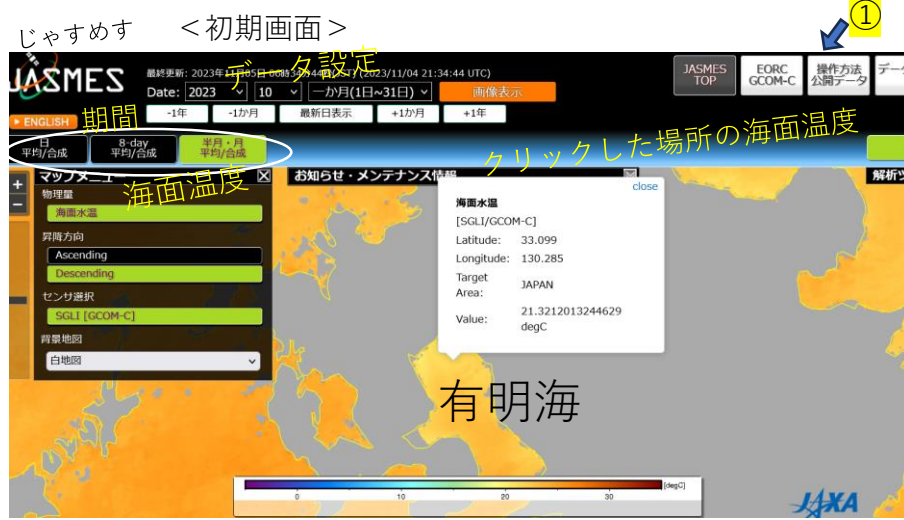 じゃすめす ＜初期画面＞ ①
JASMES
最終更新: 2023年11月05日 06時34分44秒(JST) (2023/11/04 21:34:44 UTC)
データ設定
Date: 2023 10 一か月(1日~31日) 画像表示
JASMES TOP
EORC GCOM-C
操作方法 公開データ
ENGLISH
期間
-1年 -1か月 最新日表示 +1か月 +1年
日 平均/合成
8-day 平均/合成
半月・月 平均/合成
クリックした場所の海面温度
+
−
マップメニュー
海面温度
物理量
海面水温
昇降方向
Ascending
Descending
センサ選択
SGLI [GCOM-C]
背景地図
白地図
お知らせ・メンテナンス情報
close
海面水温
[SGLI/GCOM-C]
Latitude: 33.099
Longitude: 130.285
Target Area: JAPAN
Value: 21.3212013244629 degC
有明海
0 10 20 30 [degC]
JAXA